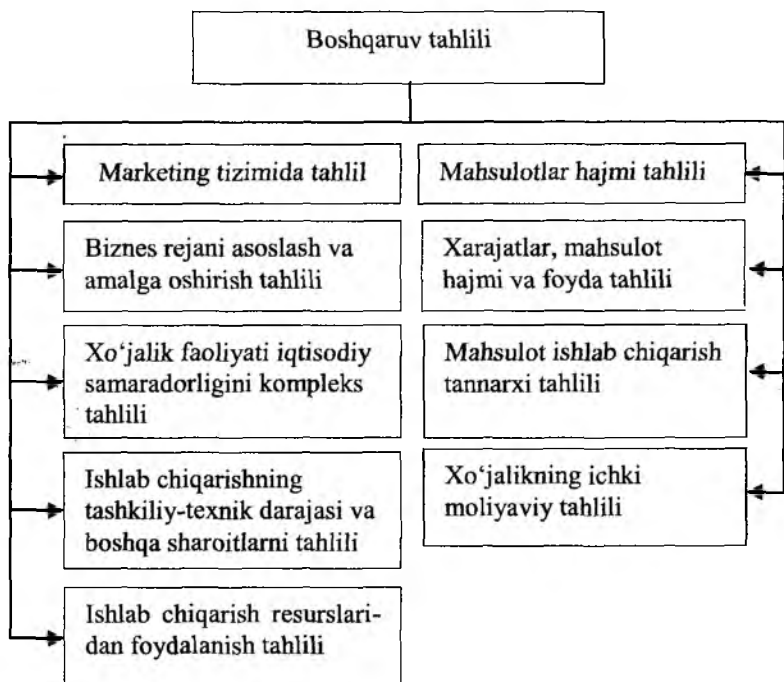 Boshqaruv tahlili
Marketing tizimida tahlil
Biznes rejani asoslash va
amalga oshirish tahlili
Xo‘jalik faoliyati iqtisodiy
samaradorligini kompleks
tahlili
Ishlab chiqarishning
tashkiliy-texnik darajasi va
boshqa sharoitlarni tahlili
Ishlab chiqarish resurslari-
dan foydalanish tahlili
Mahsulotlar hajmi tahlili
Xarajatlar, mahsulot
hajmi va foyda tahlili
Mahsulot ishlab chiqarish
tannarxi tahlili
Xo‘jalikning ichki
moliyaviy tahlili